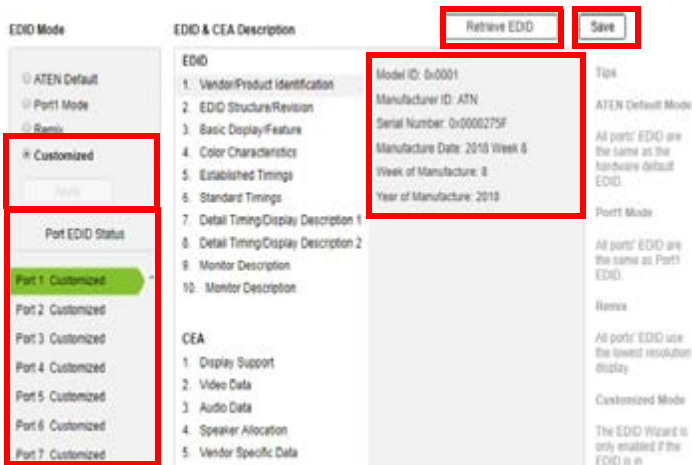 EDID Mode
ATEN Default
Port1 Mode
Remix
Customized
Apply
Port EDID Status
Port 1 Customized
Port 2 Customized
Port 3 Customized
Port 4 Customized
Port 5 Customized
Port 6 Customized
Port 7 Customized
EDID & CEA Description
Retrieve EDID
Save
EDID
1. Vendor/Product Identification
2. EDID Structure/Revision
3. Basic Display/Feature
4. Color Characteristics
5. Established Timings
6. Standard Timings
7. Detail Timing/Display Description 1
8. Detail Timing/Display Description 2
9. Monitor Description
10. Monitor Description
CEA
1. Display Support
2. Video Data
3. Audio Data
4. Speaker Allocation
5. Vendor Specific Data
Model ID: 0x0001
Manufacturer ID: ATN
Serial Number: 0x0000275F
Manufacture Date: 2018 Week 8
Week of Manufacture: 8
Year of Manufacture: 2018
Tips
ATEN Default Mode
All ports' EDID are
the same as the
hardware default
EDID.
Port1 Mode
All ports' EDID are
the same as Port1
EDID.
Remix
All ports' EDID use
the lowest resolution
display.
Customized Mode
The EDID Wizard is
only enabled if the
EDID is in